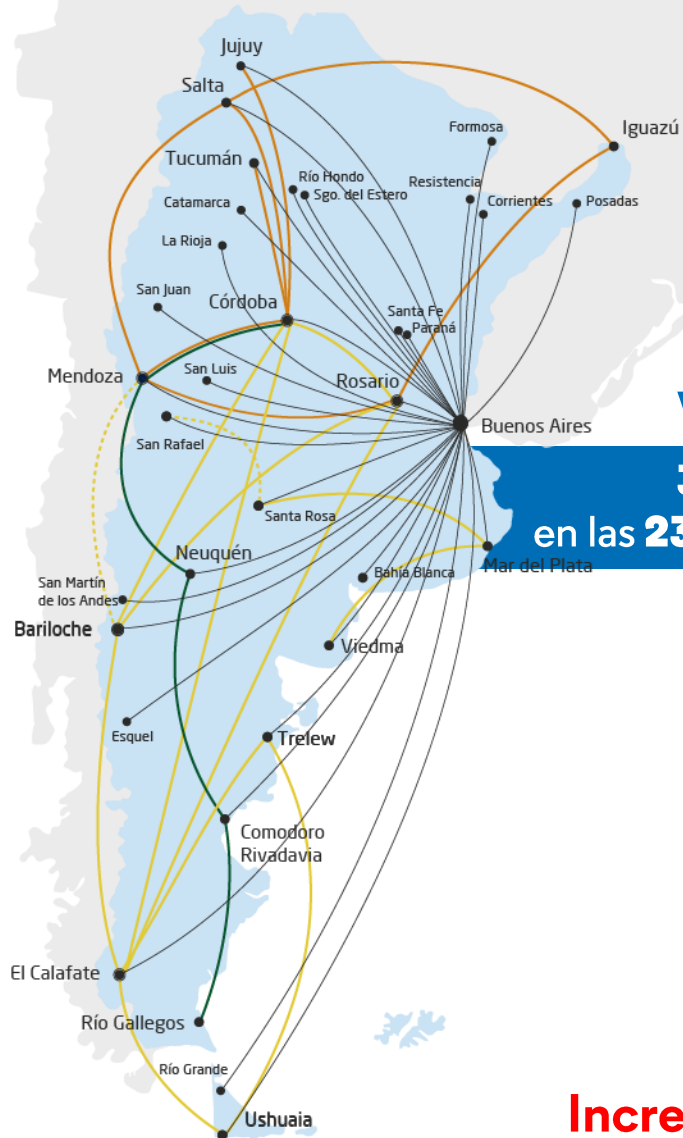 Jujuy
Salta
Formosa
Iguazú
Tucumán
Río Hondo
Sgo. del Estero
Resistencia
Catamarca
Corrientes
Posadas
La Rioja
San Juan
Córdoba
Santa Fe
Paraná
Mendoza
San Luis
Rosario
Buenos Aires
San Rafael
en las 23
Santa Rosa
Neuquén
Bahía Blanca
Mar del Plata
San Martín
de los Andes
Bariloche
Viedma
Esquel
Trelew
Comodoro
Rivadavia
El Calafate
Río Gallegos
Río Grande
Ushuaia
Incre